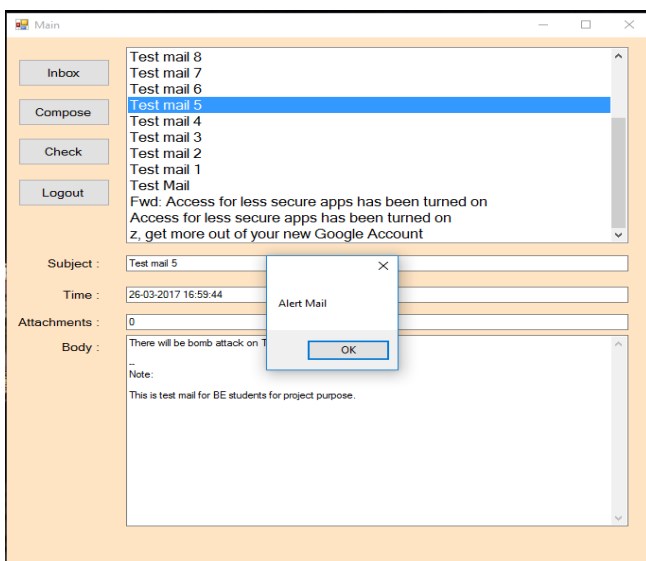 Main
Inbox
Compose
Check
Logout
Test mail 8
Test mail 7
Test mail 6
Test mail 5
Test mail 4
Test mail 3
Test mail 2
Test mail 1
Test Mail
Fwd: Access for less secure apps has been turned on
Access for less secure apps has been turned on
z, get more out of your new Google Account
Subject : Test mail 5
Time : 26-03-2017 16:59:44
Attachments : 0
Body : There will be bomb attack on
--
Note:
This is test mail for BE students for project purpose.
Alert Mail
OK